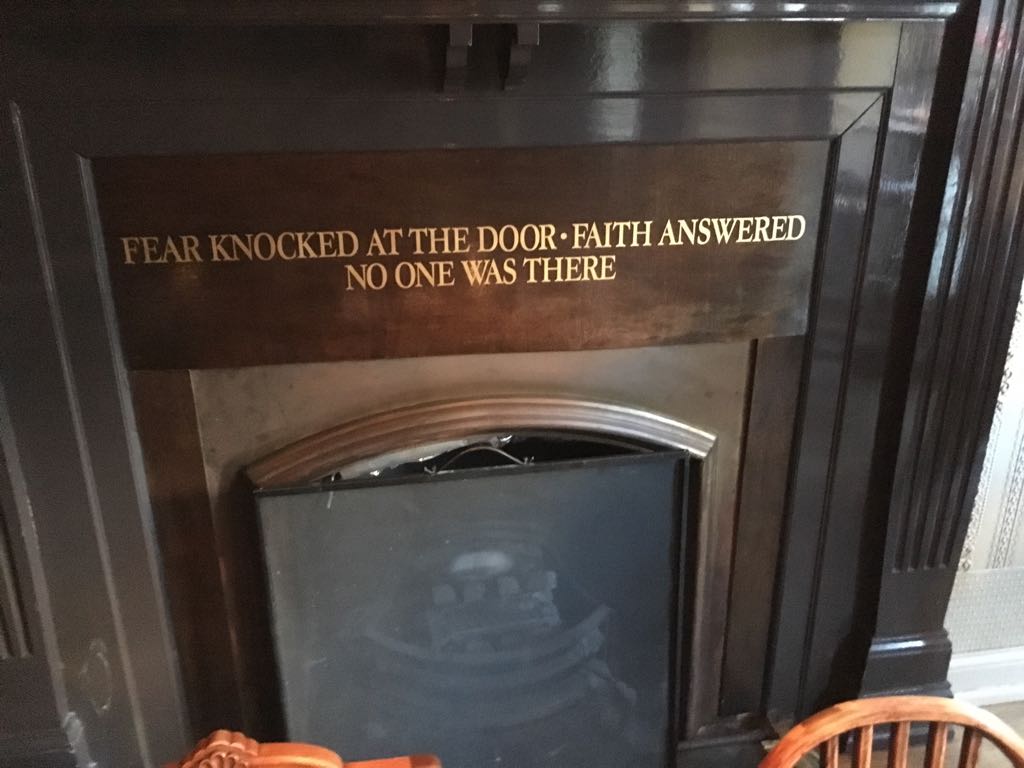 FEAR KNOCKED AT THE DOOR·FAITH ANSWERED
NO ONE WAS THERE